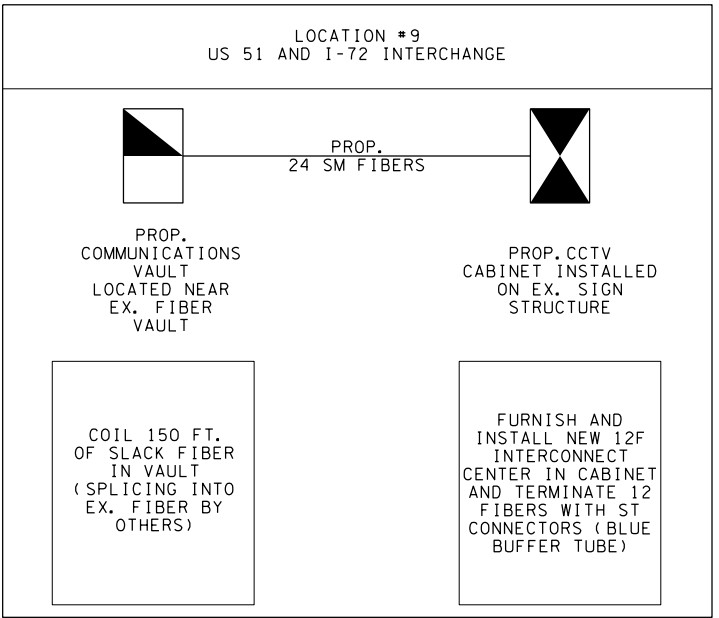 LOCATION #9
US 51 AND I-72 INTERCHANGE
PROP.
24 SM FIBERS
PROP.
COMMUNICATIONS
VAULT
LOCATED NEAR
EX. FIBER
VAULT
PROP. CCTV
CABINET INSTALLED
ON EX. SIGN
STRUCTURE
COIL 150 FT.
OF SLACK FIBER
IN VAULT
(SPLICING INTO
EX. FIBER BY
OTHERS)
FURNISH AND
INSTALL NEW 12F
INTERCONNECT
CENTER IN CABINET
AND TERMINATE 12
FIBERS WITH ST
CONNECTORS (BLUE
BUFFER TUBE)